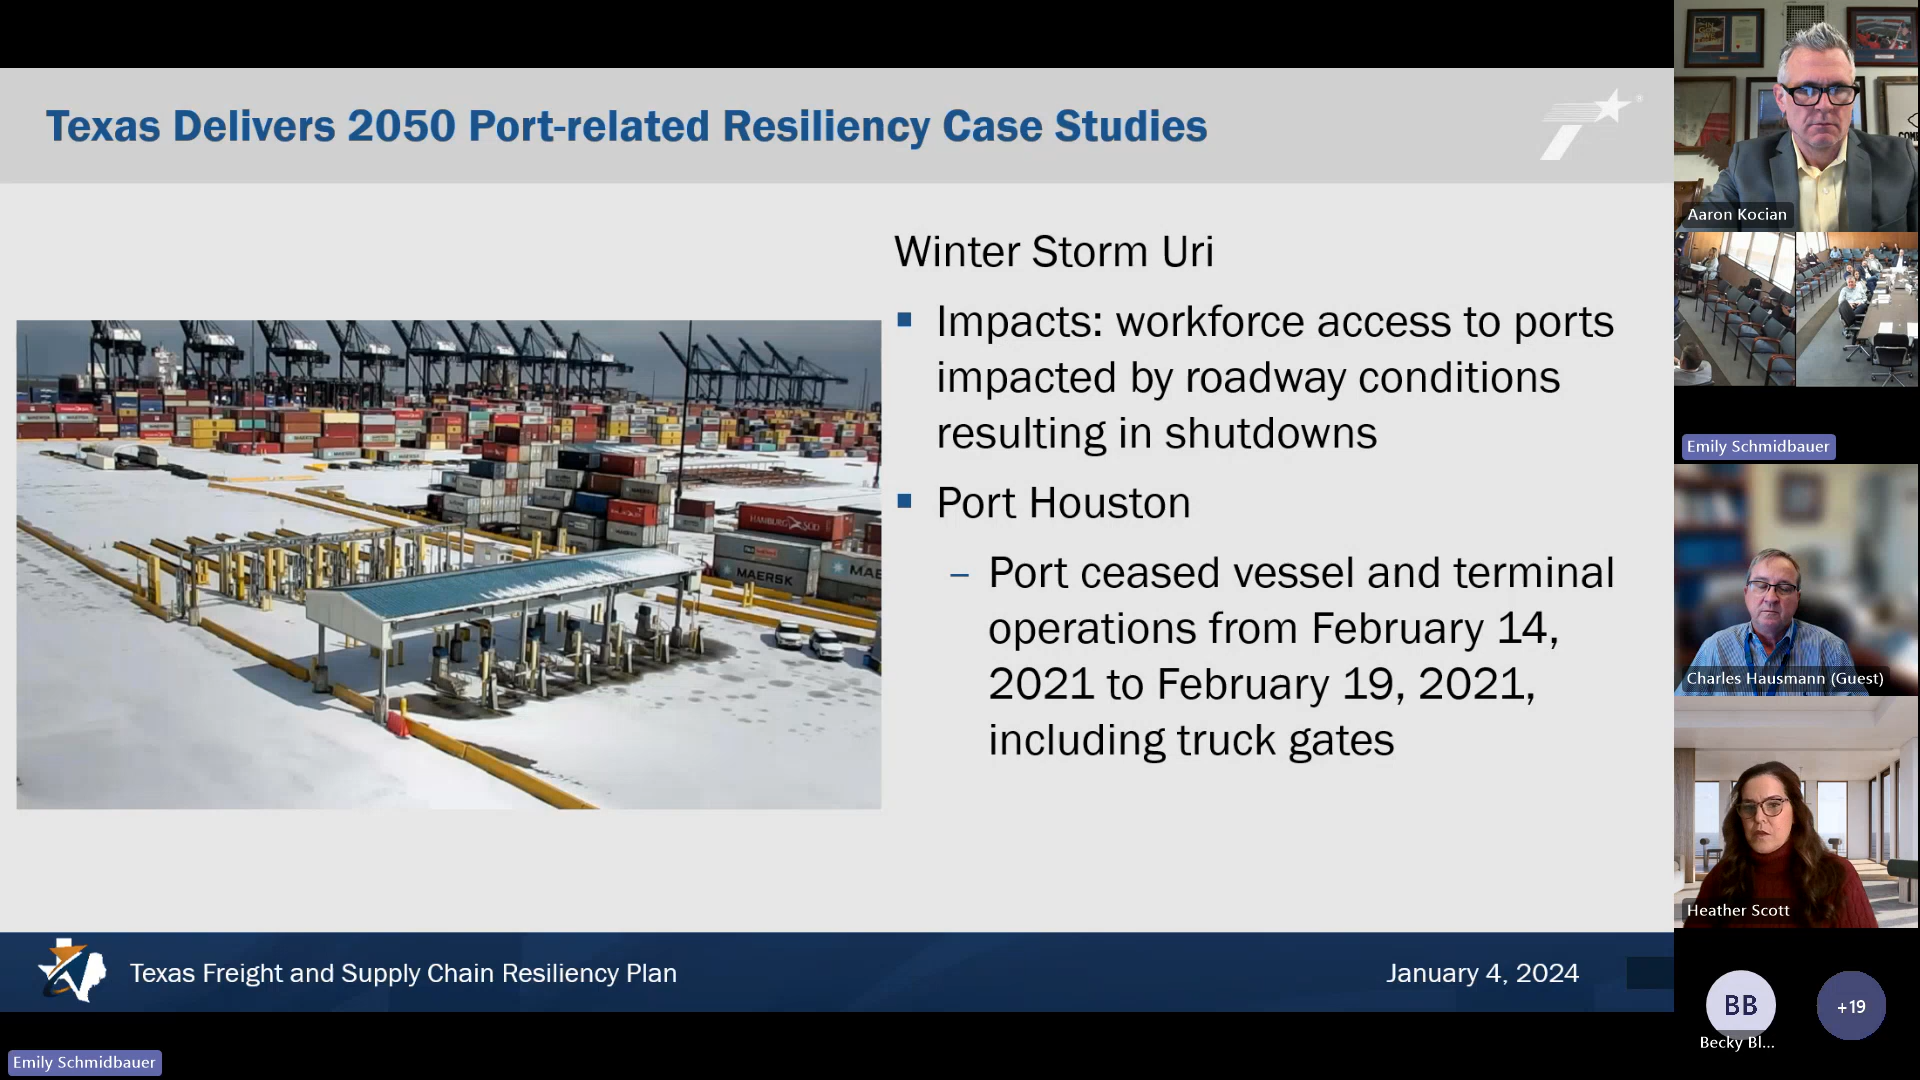 Texas Delivers 2050 Port-related Resiliency Case Studies
Winter Storm Uri
Impacts: workforce access to ports
impacted by roadway conditions
resulting in shutdowns
Port Houston
– Port ceased vessel and terminal
operations from February 14,
2021 to February 19, 2021,
including truck gates
HAMBURG SÜD
MAERSK
MAE
Texas Freight and Supply Chain Resiliency Plan
January 4, 2024
Emily Schmidbauer
Aaron Kocian
Emily Schmidbauer
Charles Hausmann (Guest)
Heather Scott
BB
Becky Bl...
+19